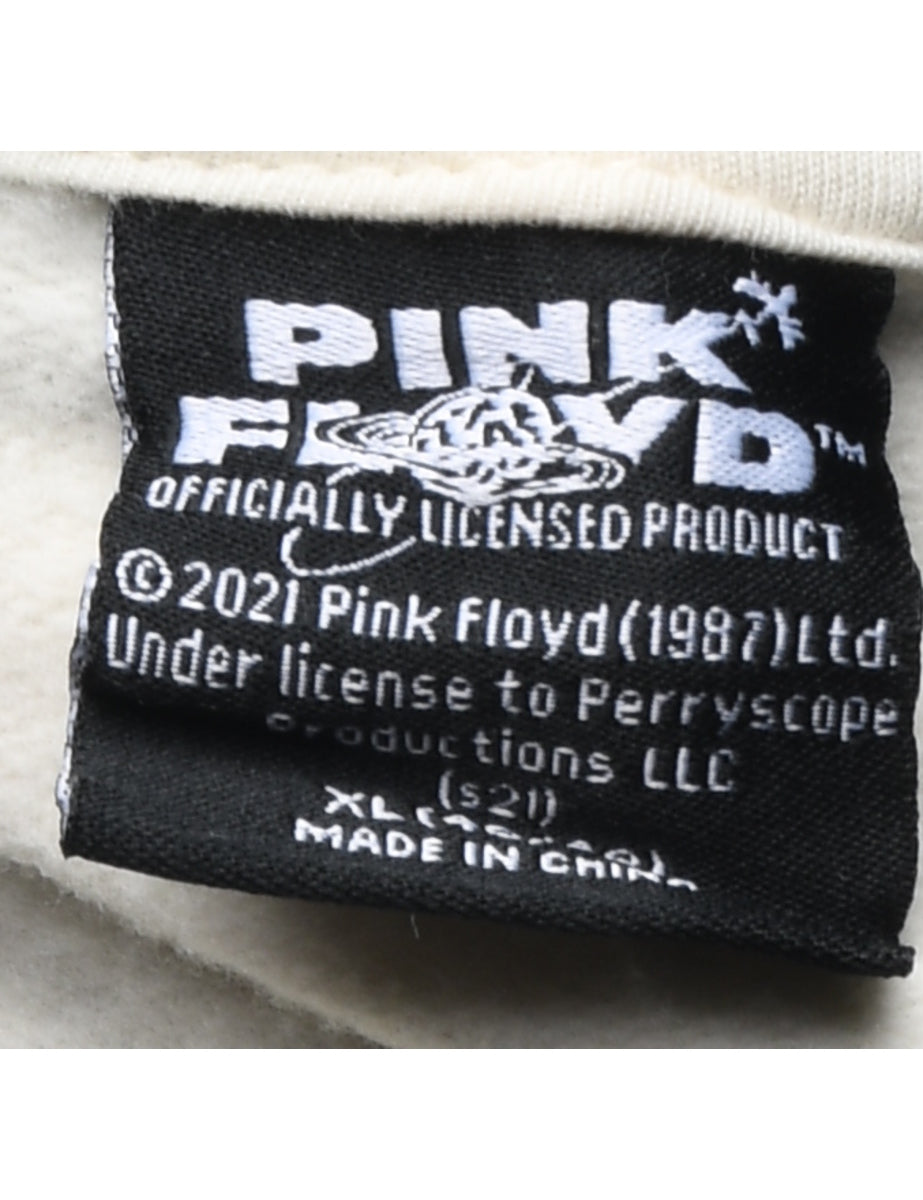 PINK
FLOYD™
OFFICIALLY LICENSED PRODUCT
©2021 Pink Floyd(1987)Ltd.
Under license to Perryscope
Productions LLC
(s21)
XL
MADE IN CHINA